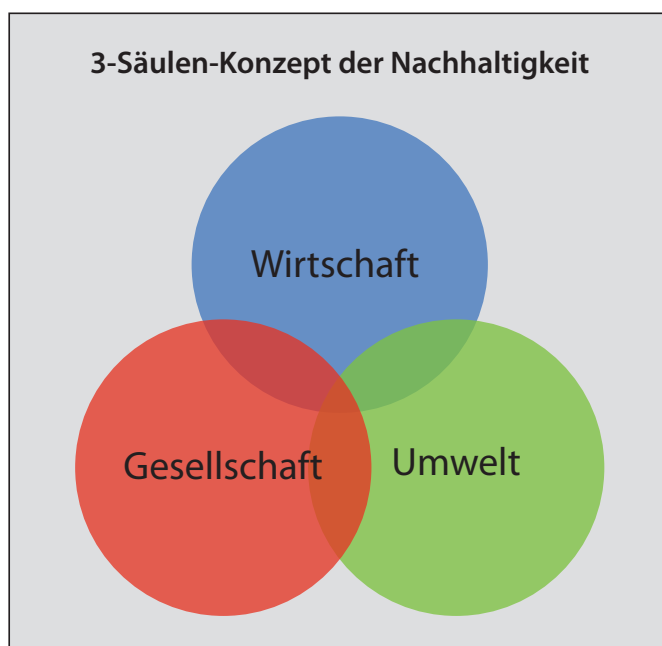 3-Säulen-Konzept der Nachhaltigkeit
Wirtschaft
Gesellschaft
Umwelt